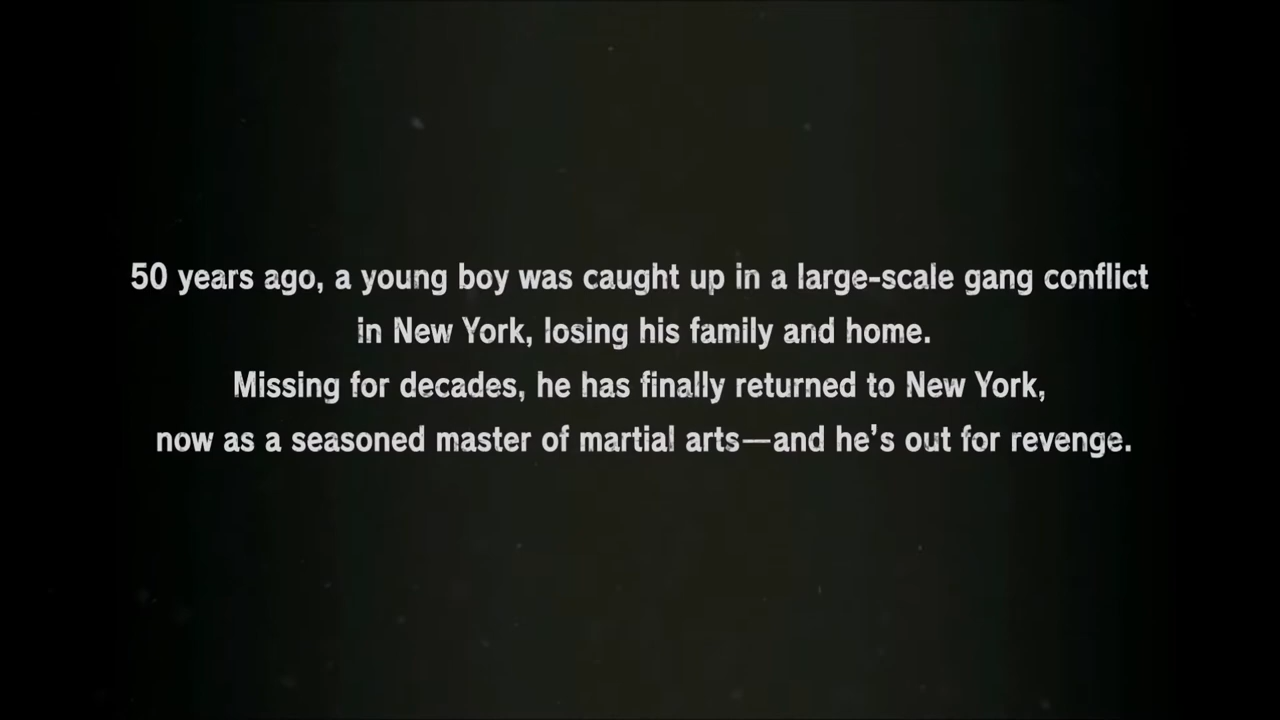 50 years ago, a young boy was caught up in a large-scale gang conflict
in New York, losing his family and home.
Missing for decades, he has finally returned to New York,
now as a seasoned master of martial arts—and he’s out for revenge.